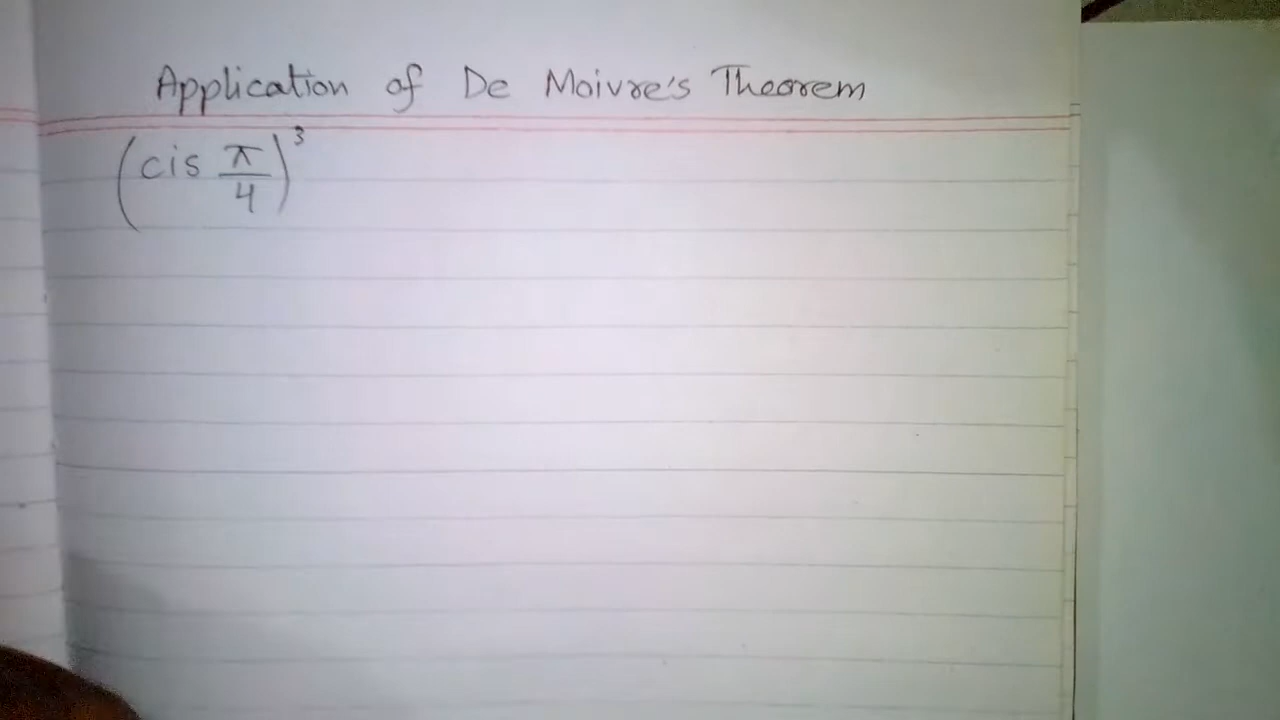 Application of De Moivre's Theorem
(cis π/4)³